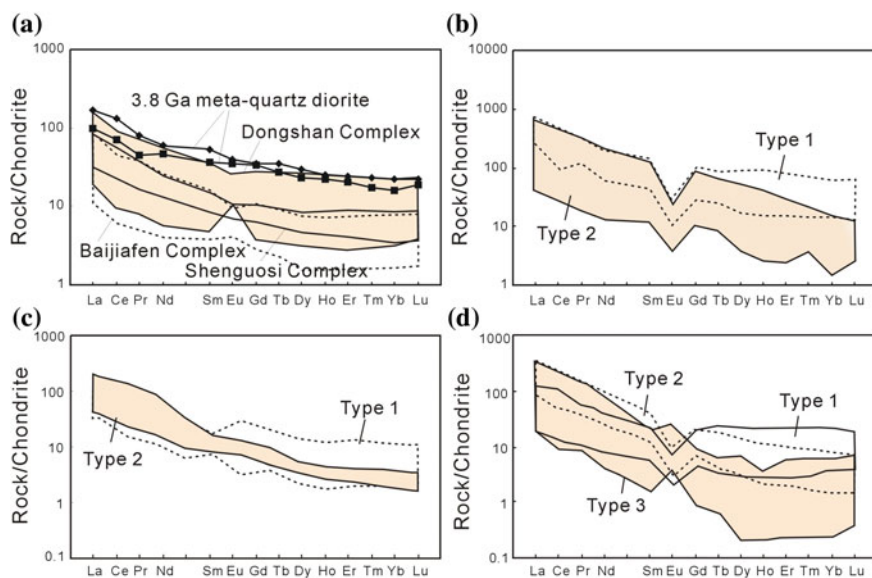 (a)
1000
100
10
1
Rock/Chondrite
3.8 Ga meta-quartz diorite
Dongshan Complex
Baijiafen Complex
Shenguosi Complex
La Ce Pr Nd Sm Eu Gd Tb Dy Ho Er Tm Yb Lu
(b)
10000
1000
100
10
1
Rock/Chondrite
Type 1
Type 2
La Ce Pr Nd Sm Eu Gd Tb Dy Ho Er Tm Yb Lu
(c)
1000
100
10
1
0.1
Rock/Chondrite
Type 1
Type 2
La Ce Pr Nd Sm Eu Gd Tb Dy Ho Er Tm Yb Lu
(d)
1000
100
10
1
0.1
Rock/Chondrite
Type 2
Type 1
Type 3
La Ce Pr Nd Sm Eu Gd Tb Dy Ho Er Tm Yb Lu